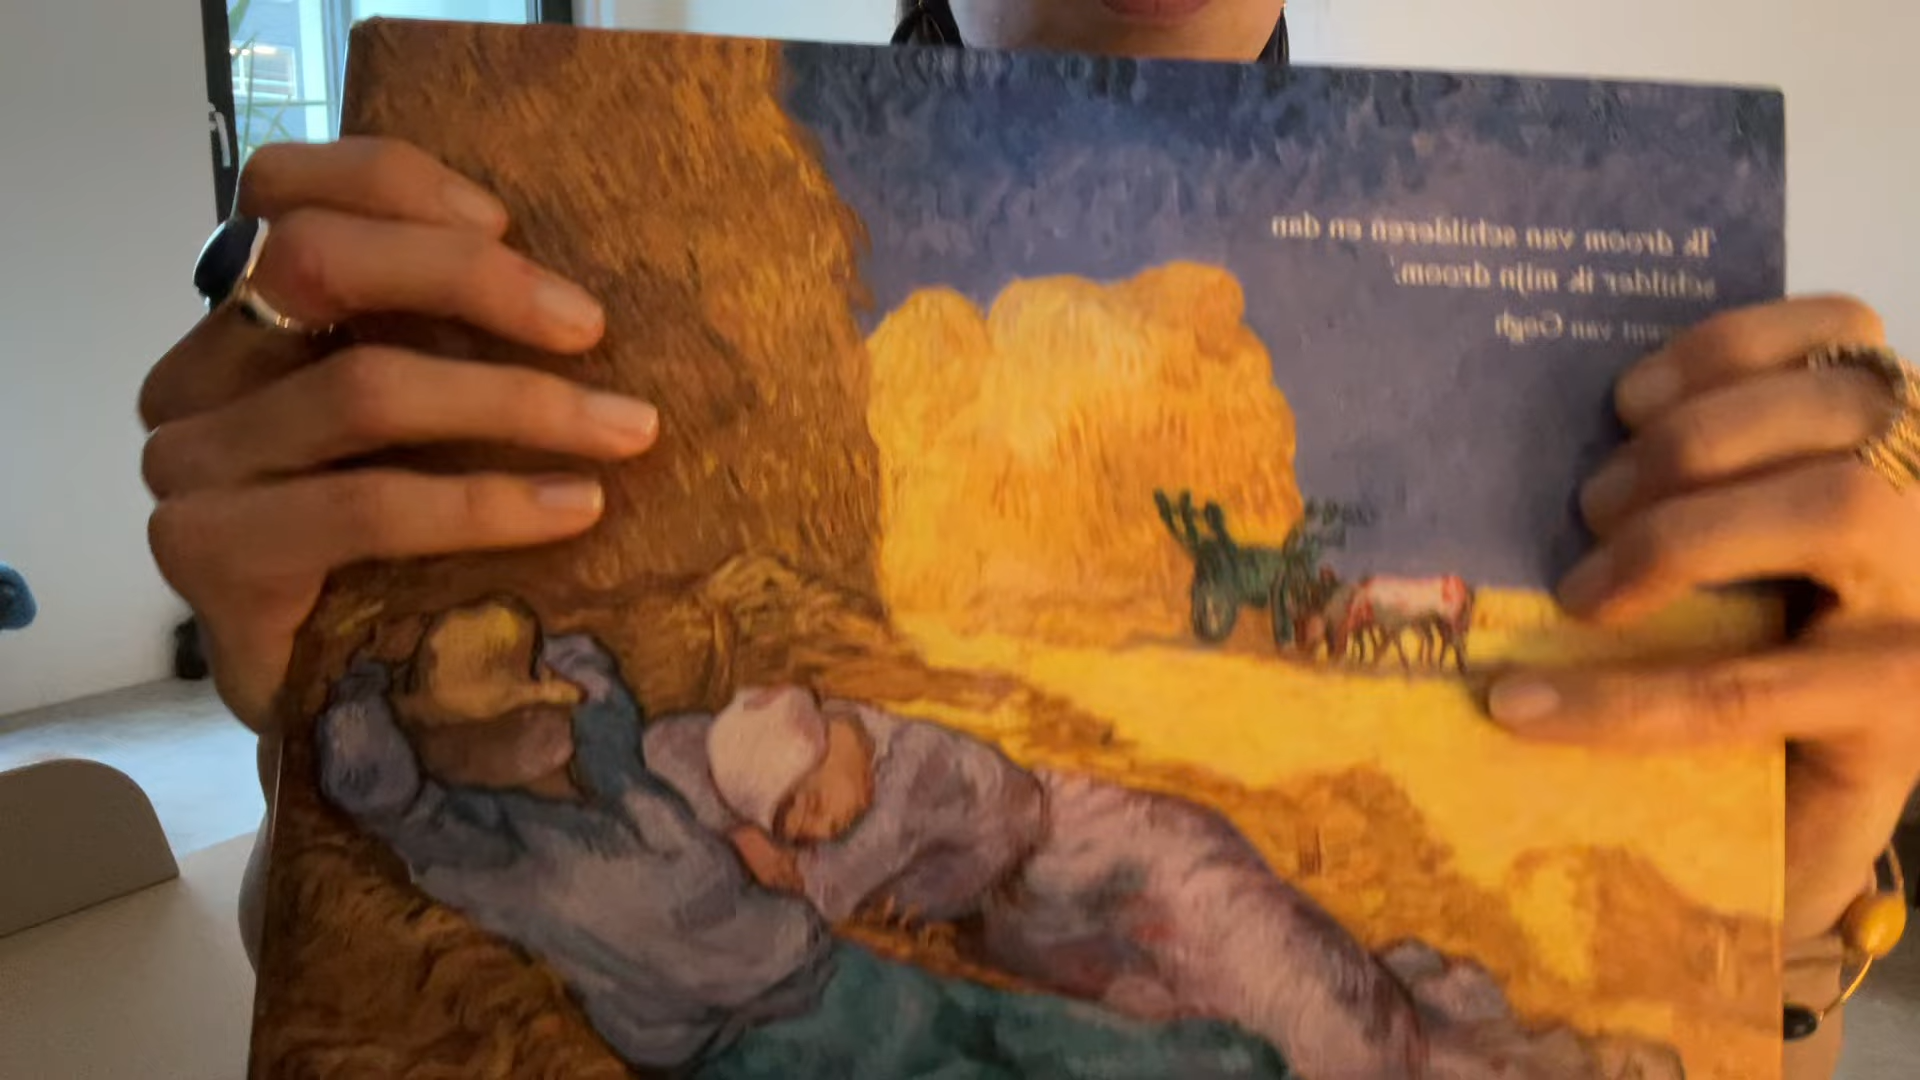 'Ik droom van schilderen en dan
schilder ik mijn droom.'
van Gogh